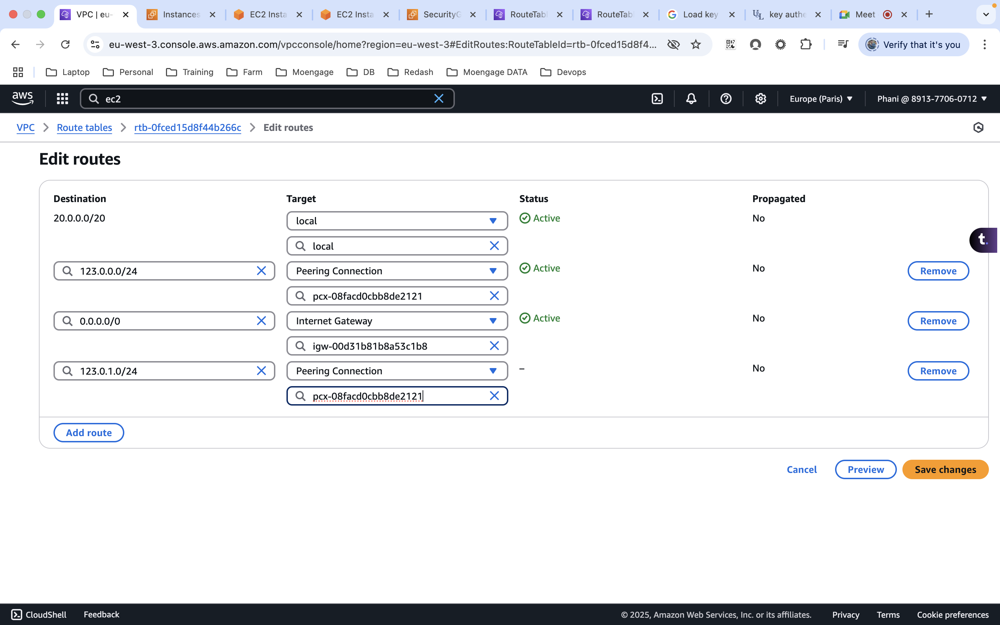 VPC | eu-
Instances
EC2 Insta
EC2 Insta
SecurityG
RouteTabl
RouteTabl
Load key
key authe
Meet
eu-west-3.console.aws.amazon.com/vpcconsole/home?region=eu-west-3#EditRoutes:RouteTableId=rtb-0fced15d8f4...
Verify that it's you
Laptop
Personal
Training
Farm
Moengage
DB
Redash
Moengage DATA
Devops
aws
ec2
Europe (Paris)
Phani @ 8913-7706-0712
VPC
Route tables
rtb-0fced15d8f44b266c
Edit routes
Edit routes
Destination
Target
Status
Propagated
20.0.0.0/20
local
Active
No
local
t.
123.0.0.0/24
Peering Connection
Active
No
Remove
pcx-08facd0cbb8de2121
0.0.0.0/0
Internet Gateway
Active
No
Remove
igw-00d31b81b8a53c1b8
123.0.1.0/24
Peering Connection
–
No
Remove
pcx-08facd0cbb8de2121
Add route
Cancel
Preview
Save changes
CloudShell
Feedback
© 2025, Amazon Web Services, Inc. or its affiliates.
Privacy
Terms
Cookie preferences